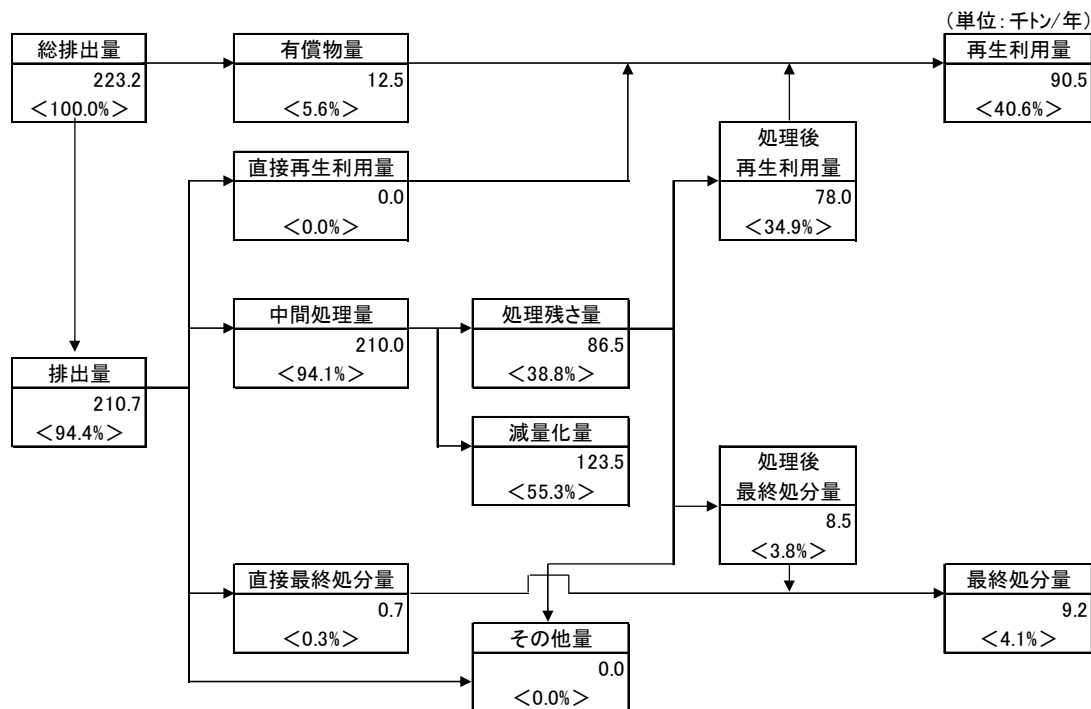 (単位：千トン/年)
総排出量
223.2
＜100.0%＞
有償物量
12.5
＜5.6%＞
再生利用量
90.5
＜40.6%＞
直接再生利用量
0.0
＜0.0%＞
処理後
再生利用量
78.0
＜34.9%＞
中間処理量
210.0
＜94.1%＞
処理残さ量
86.5
＜38.8%＞
排出量
210.7
＜94.4%＞
減量化量
123.5
＜55.3%＞
処理後
最終処分量
8.5
＜3.8%＞
直接最終処分量
0.7
＜0.3%＞
最終処分量
9.2
＜4.1%＞
その他量
0.0
＜0.0%＞